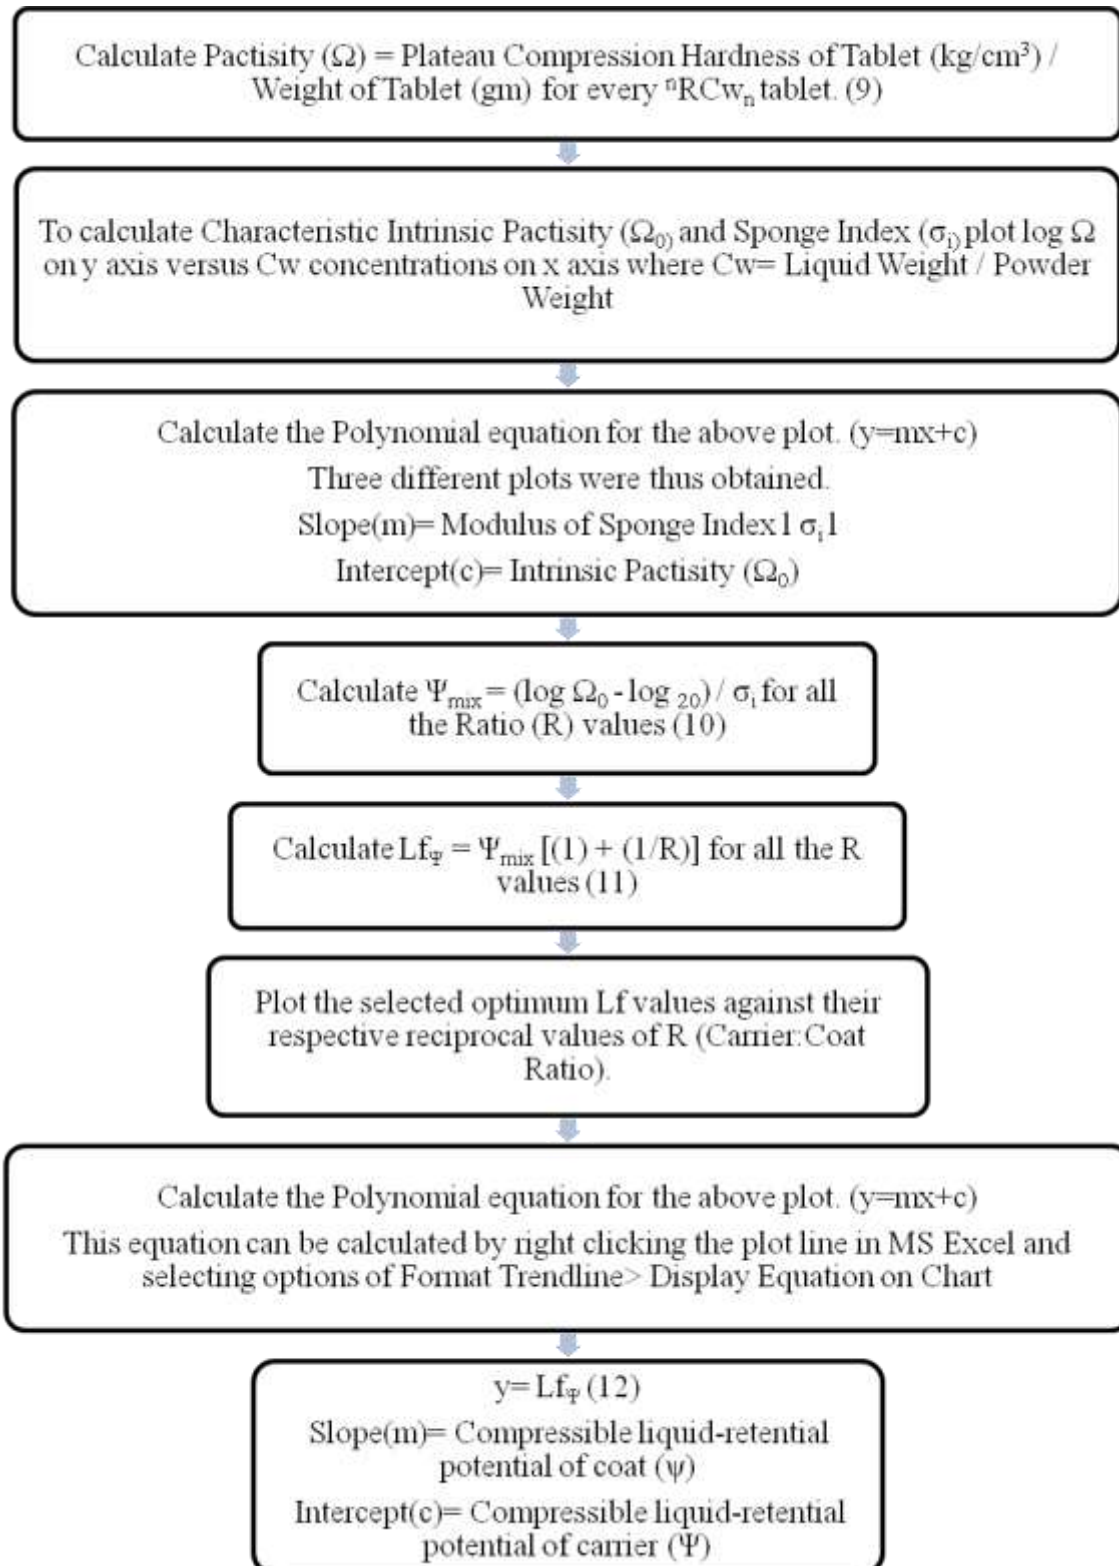 Calculate Pactisity (Ω) = Plateau Compression Hardness of Tablet (kg/cm³) /
Weight of Tablet (gm) for every ⁿRCwₙ tablet. (9)
To calculate Characteristic Intrinsic Pactisity (Ω₀) and Sponge Index (σᵢ) plot log Ω
on y axis versus Cw concentrations on x axis where Cw= Liquid Weight / Powder
Weight
Calculate the Polynomial equation for the above plot. (y=mx+c)
Three different plots were thus obtained.
Slope(m)= Modulus of Sponge Index l σᵢ l
Intercept(c)= Intrinsic Pactisity (Ω₀)
Calculate Ψmix = (log Ω₀ - log ₂₀) / σᵢ for all
the Ratio (R) values (10)
Calculate LfΨ = Ψmix [(1) + (1/R)] for all the R
values (11)
Plot the selected optimum Lf values against their
respective reciprocal values of R (Carrier:Coat
Ratio).
Calculate the Polynomial equation for the above plot. (y=mx+c)
This equation can be calculated by right clicking the plot line in MS Excel and
selecting options of Format Trendline> Display Equation on Chart
y= LfΨ (12)
Slope(m)= Compressible liquid-retential
potential of coat (ψ)
Intercept(c)= Compressible liquid-retential
potential of carrier (Ψ)